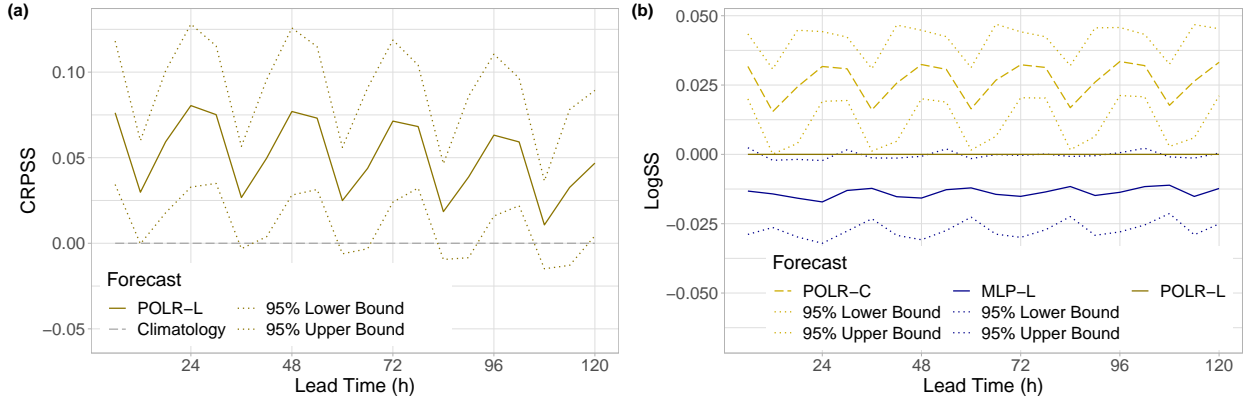 (a)
CRPSS
0.10
0.05
0.00
−0.05
Forecast
POLR−L
95% Lower Bound
Climatology
95% Upper Bound
24
48
72
96
120
Lead Time (h)
(b)
LogSS
0.050
0.025
0.000
−0.025
−0.050
Forecast
POLR−C
MLP−L
POLR−L
95% Lower Bound
95% Lower Bound
95% Upper Bound
95% Upper Bound
24
48
72
96
120
Lead Time (h)